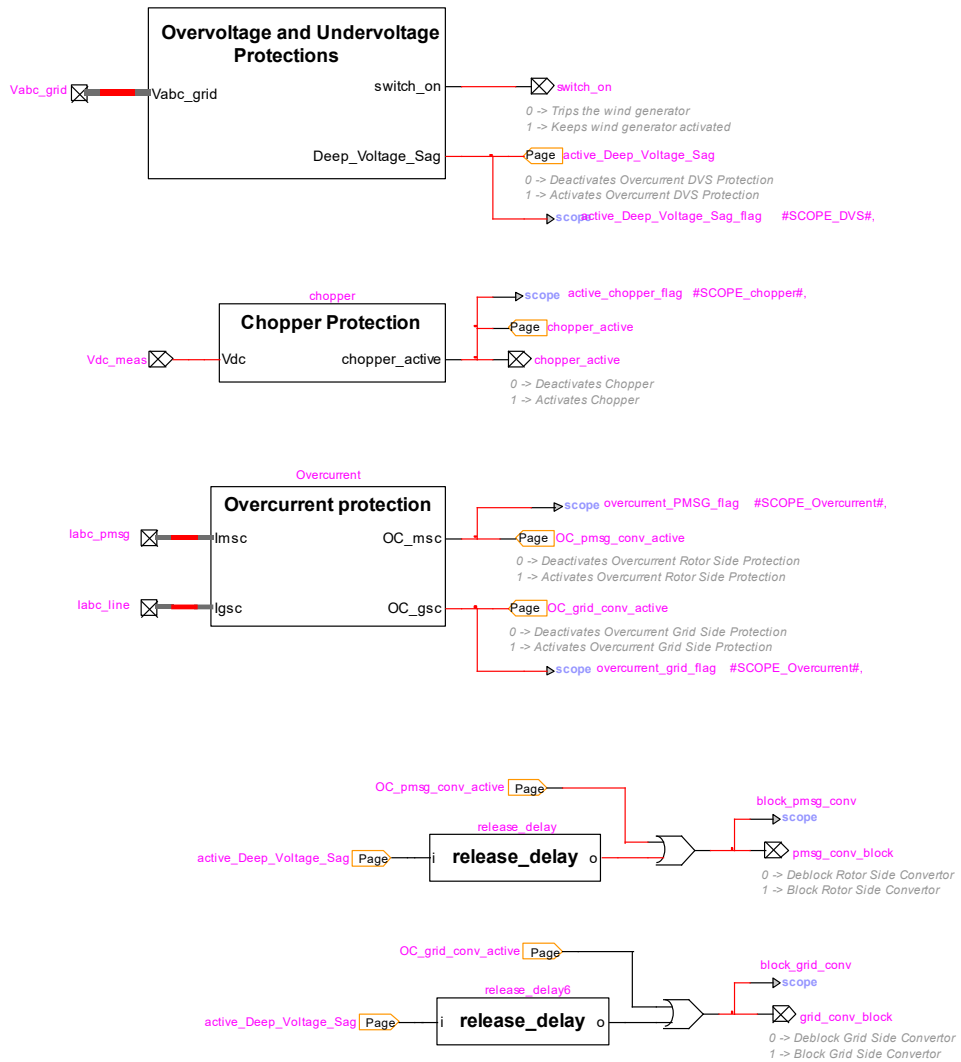 Overvoltage and Undervoltage
Protections
Vabc_grid
Vabc_grid
switch_on
switch_on
0 -> Trips the wind generator
1 -> Keeps wind generator activated
Deep_Voltage_Sag
Page
active_Deep_Voltage_Sag
0 -> Deactivates Overcurrent DVS Protection
1 -> Activates Overcurrent DVS Protection
scope
active_Deep_Voltage_Sag_flag #SCOPE_DVS#,
chopper
scope
active_chopper_flag #SCOPE_chopper#,
Chopper Protection
Page
chopper_active
Vdc_meas
Vdc
chopper_active
chopper_active
0 -> Deactivates Chopper
1 -> Activates Chopper
Overcurrent
Overcurrent protection
scope
overcurrent_PMSG_flag #SCOPE_Overcurrent#,
Iabc_pmsg
Imsc
OC_msc
Page
OC_pmsg_conv_active
0 -> Deactivates Overcurrent Rotor Side Protection
1 -> Activates Overcurrent Rotor Side Protection
Iabc_line
Igsc
OC_gsc
Page
OC_grid_conv_active
0 -> Deactivates Overcurrent Grid Side Protection
1 -> Activates Overcurrent Grid Side Protection
scope
overcurrent_grid_flag #SCOPE_Overcurrent#,
OC_pmsg_conv_active
Page
block_pmsg_conv
scope
release_delay
active_Deep_Voltage_Sag
Page
i
release_delay
o
pmsg_conv_block
0 -> Deblock Rotor Side Convertor
1 -> Block Rotor Side Convertor
OC_grid_conv_active
Page
block_grid_conv
scope
release_delay6
active_Deep_Voltage_Sag
Page
i
release_delay
o
grid_conv_block
0 -> Deblock Grid Side Convertor
1 -> Block Grid Side Convertor